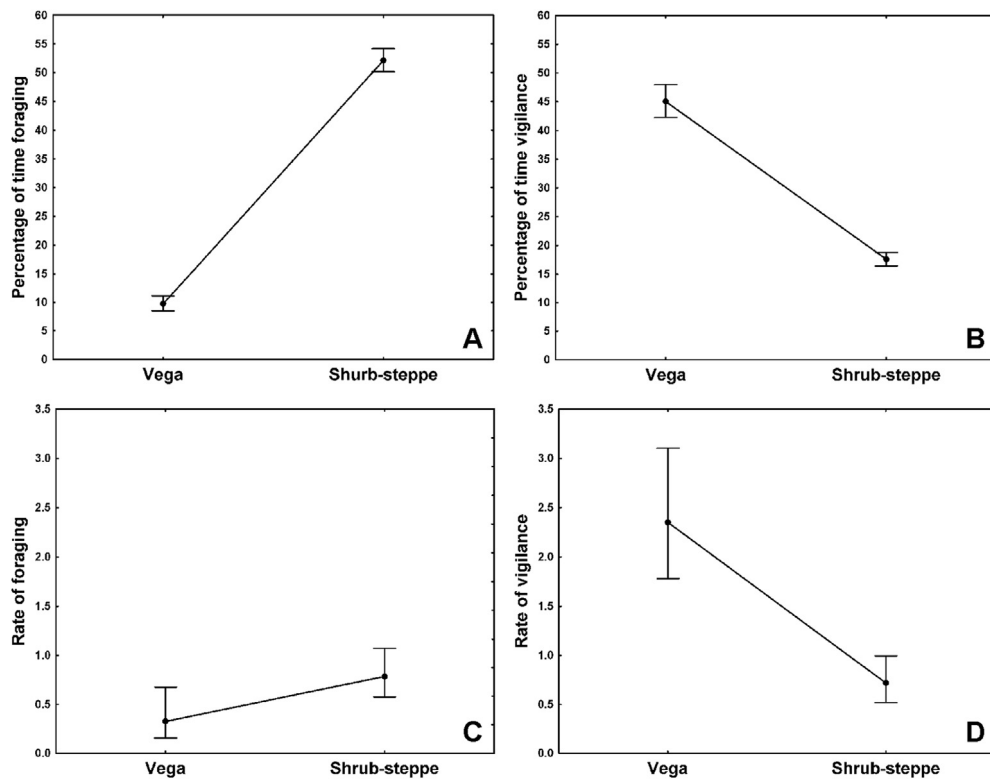 Percentage of time foraging
60
55
50
45
40
35
30
25
20
15
10
5
0
Vega
Shurb-steppe
A
Percentage of time vigilance
60
55
50
45
40
35
30
25
20
15
10
5
0
Vega
Shrub-steppe
B
Rate of foraging
3.5
3.0
2.5
2.0
1.5
1.0
0.5
0.0
Vega
Shrub-steppe
C
Rate of vigilance
3.5
3.0
2.5
2.0
1.5
1.0
0.5
0.0
Vega
Shrub-steppe
D